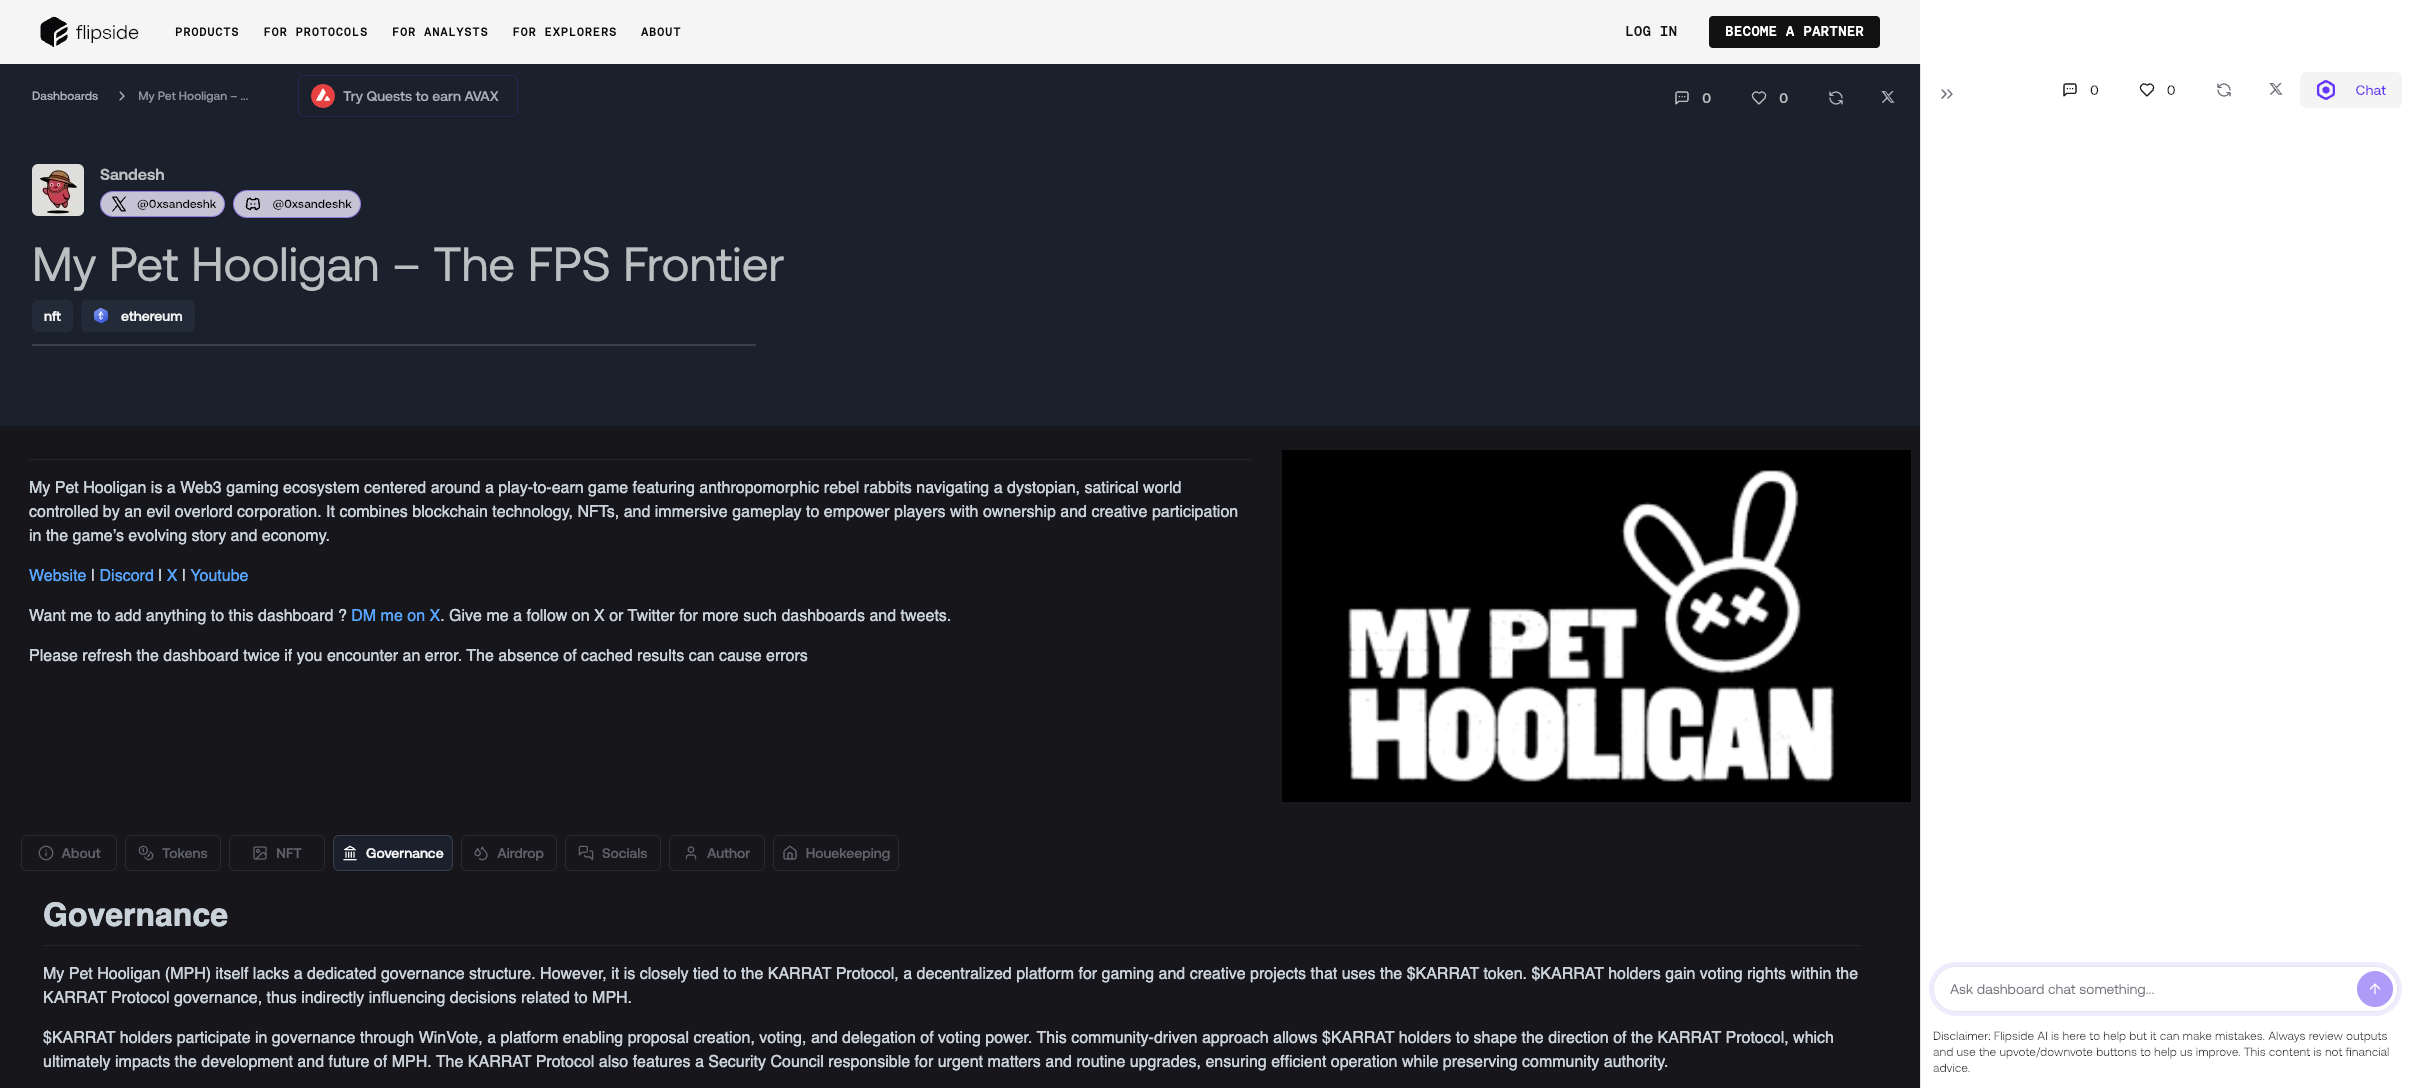 flipside
PRODUCTS
FOR PROTOCOLS
FOR ANALYSTS
FOR EXPLORERS
ABOUT
LOG IN
BECOME A PARTNER
Dashboards
My Pet Hooligan – ...
Try Quests to earn AVAX
0
0
0
0
Chat
Sandesh
@0xsandeshk
@0xsandeshk
My Pet Hooligan – The FPS Frontier
nft
ethereum
My Pet Hooligan is a Web3 gaming ecosystem centered around a play-to-earn game featuring anthropomorphic rebel rabbits navigating a dystopian, satirical world
controlled by an evil overlord corporation. It combines blockchain technology, NFTs, and immersive gameplay to empower players with ownership and creative participation
in the game’s evolving story and economy.
Website | Discord | X | Youtube
Want me to add anything to this dashboard ? DM me on X. Give me a follow on X or Twitter for more such dashboards and tweets.
Please refresh the dashboard twice if you encounter an error. The absence of cached results can cause errors
MY PET
HOOLIGAN
About
Tokens
NFT
Governance
Airdrop
Socials
Author
Houekeeping
Governance
My Pet Hooligan (MPH) itself lacks a dedicated governance structure. However, it is closely tied to the KARRAT Protocol, a decentralized platform for gaming and creative projects that uses the $KARRAT token. $KARRAT holders gain voting rights within the
KARRAT Protocol governance, thus indirectly influencing decisions related to MPH.
$KARRAT holders participate in governance through WinVote, a platform enabling proposal creation, voting, and delegation of voting power. This community-driven approach allows $KARRAT holders to shape the direction of the KARRAT Protocol, which
ultimately impacts the development and future of MPH. The KARRAT Protocol also features a Security Council responsible for urgent matters and routine upgrades, ensuring efficient operation while preserving community authority.
Ask dashboard chat something...
Disclaimer: Flipside AI is here to help but it can make mistakes. Always review outputs
and use the upvote/downvote buttons to help us improve. This content is not financial
advice.